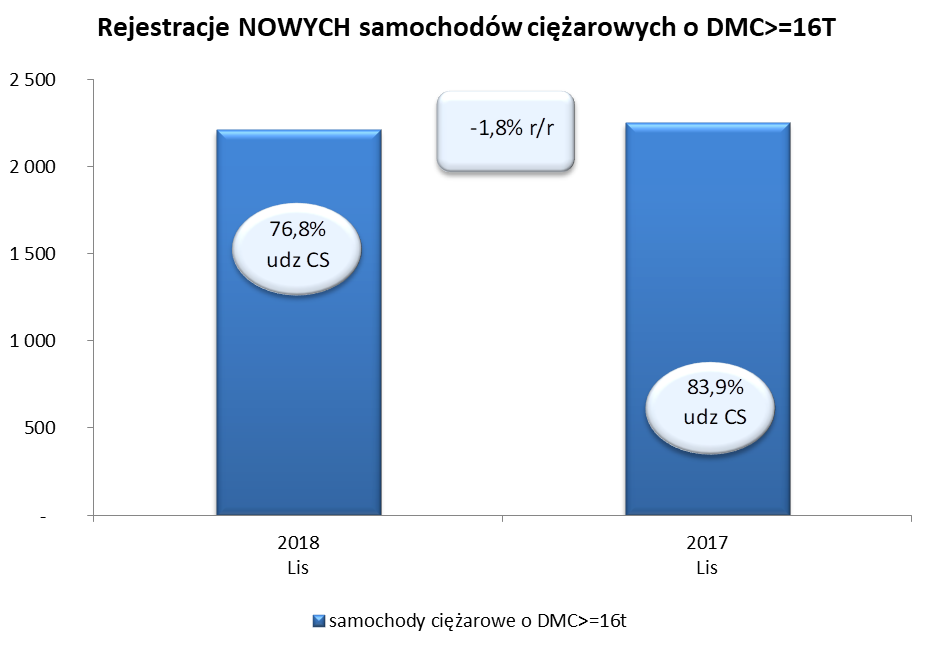 Rejestracje NOWYCH samochodów ciężarowych o DMC>=16T
2 500
2 000
1 500
1 000
500
-
-1,8% r/r
76,8%
udz CS
83,9%
udz CS
2018
Lis
2017
Lis
samochody ciężarowe o DMC>=16t